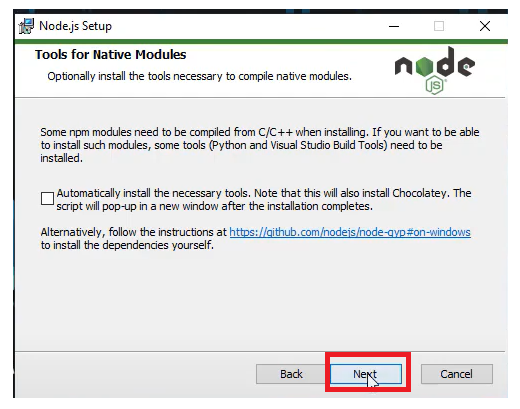 Node.js Setup
Tools for Native Modules
Optionally install the tools necessary to compile native modules.
node
JS
Some npm modules need to be compiled from C/C++ when installing. If you want to be able
to install such modules, some tools (Python and Visual Studio Build Tools) need to be
installed.
Automatically install the necessary tools. Note that this will also install Chocolatey. The
script will pop-up in a new window after the installation completes.
Alternatively, follow the instructions at https://github.com/nodejs/node-gyp#on-windows
to install the dependencies yourself.
Back
Next
Cancel